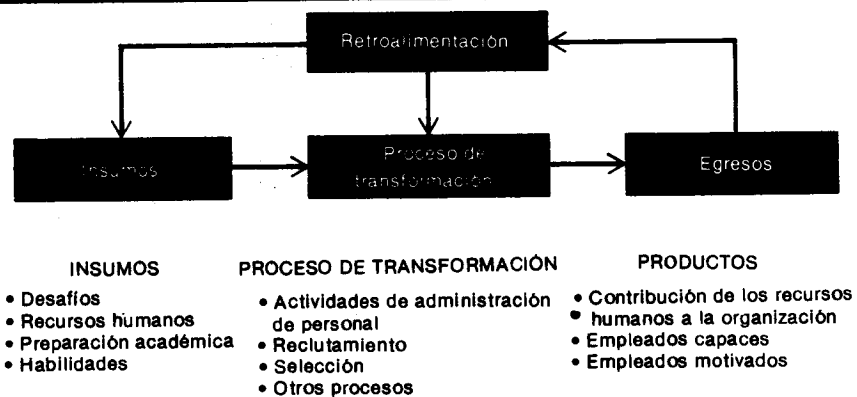 Retroalimentación
Insumos
Proceso de
transformación
Egresos
INSUMOS
• Desafíos
• Recursos humanos
• Preparación académica
• Habilidades
PROCESO DE TRANSFORMACIÓN
• Actividades de administración
de personal
• Reclutamiento
• Selección
• Otros procesos
PRODUCTOS
• Contribución de los recursos
humanos a la organización
• Empleados capaces
• Empleados motivados